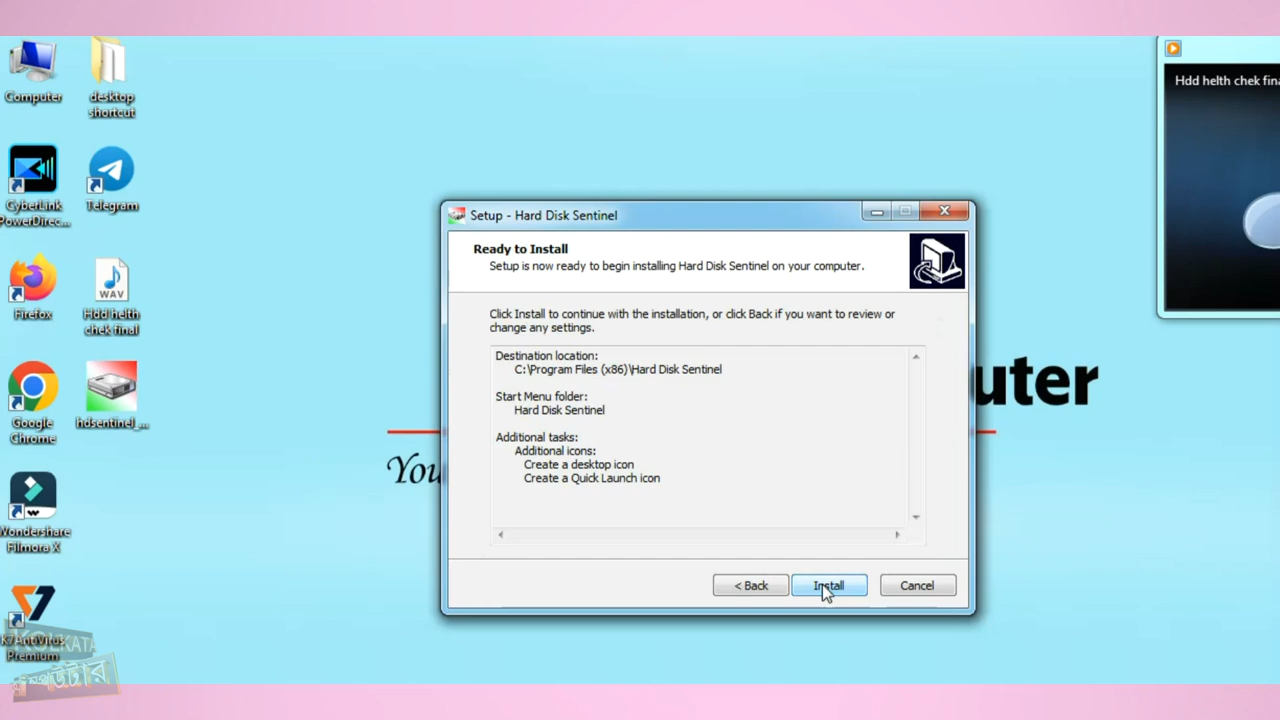 Computer
desktop
shortcut
Hdd helth chek fina
CyberLink
PowerDirec...
Telegram
Setup - Hard Disk Sentinel
Ready to Install
Setup is now ready to begin installing Hard Disk Sentinel on your computer.
Firefox
WAV
Hdd helth
chek final
Click Install to continue with the installation, or click Back if you want to review or
change any settings.
Destination location:
C:\Program Files (x86)\Hard Disk Sentinel
Start Menu folder:
Hard Disk Sentinel
Additional tasks:
Additional icons:
Create a desktop icon
Create a Quick Launch icon
Google
Chrome
hdsentinel_...
uter
You
Wondershare
Filmora X
< Back
Install
Cancel
K7AntiVirus
Premium
KOLKATA
কম্পিউটার